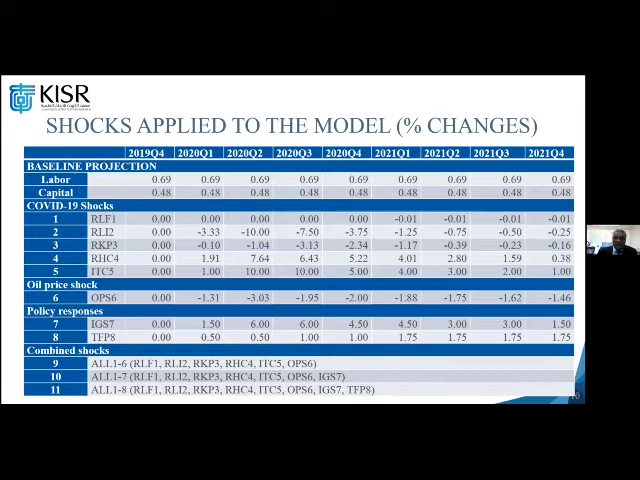 KISR
SHOCKS APPLIED TO THE MODEL (% CHANGES)
2019Q4 2020Q1 2020Q2 2020Q3 2020Q4 2021Q1 2021Q2 2021Q3 2021Q4
BASELINE PROJECTION
Labor 0.69 0.69 0.69 0.69 0.69 0.69 0.69 0.69 0.69
Capital 0.48 0.48 0.48 0.48 0.48 0.48 0.48 0.48 0.48
COVID-19 Shocks
1 RLF1 0.00 0.00 0.00 0.00 0.00 -0.01 -0.01 -0.01 -0.01
2 RLI2 0.00 -3.33 -10.00 -7.50 -3.75 -1.25 -0.75 -0.50 -0.25
3 RKP3 0.00 -0.10 -1.04 -3.13 -2.34 -1.17 -0.39 -0.23 -0.16
4 RHC4 0.00 1.91 7.64 6.43 5.22 4.01 2.80 1.59 0.38
5 ITC5 0.00 1.00 10.00 10.00 5.00 4.00 3.00 2.00 1.00
Oil price shock
6 OPS6 0.00 -1.31 -3.03 -1.95 -2.00 -1.88 -1.75 -1.62 -1.46
Policy responses
7 IGS7 0.00 1.50 6.00 6.00 4.50 4.50 3.00 3.00 1.50
8 TFP8 0.00 0.50 0.50 1.00 1.00 1.75 1.75 1.75 1.75
Combined shocks
9 ALL1-6 (RLF1, RLI2, RKP3, RHC4, ITC5, OPS6)
10 ALL1-7 (RLF1, RLI2, RKP3, RHC4, ITC5, OPS6, IGS7)
11 ALL1-8 (RLF1, RLI2, RKP3, RHC4, ITC5, OPS6, IGS7, TFP8)